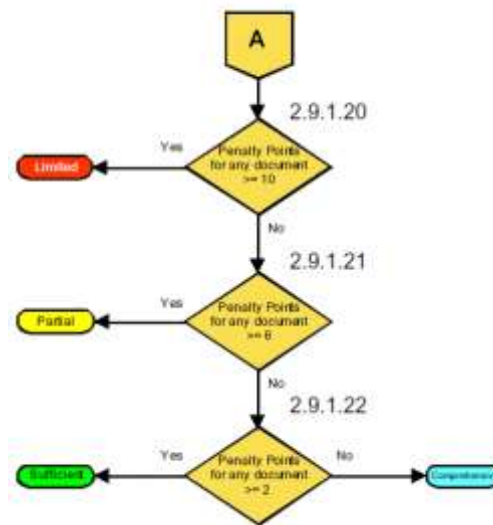 A
2.9.1.20
Yes
Penalty Points
for any document
>= 10
Limited
No
2.9.1.21
Yes
Penalty Points
for any document
>= 6
Partial
No
2.9.1.22
Yes
Penalty Points
for any document
>= 2
No
Sufficient